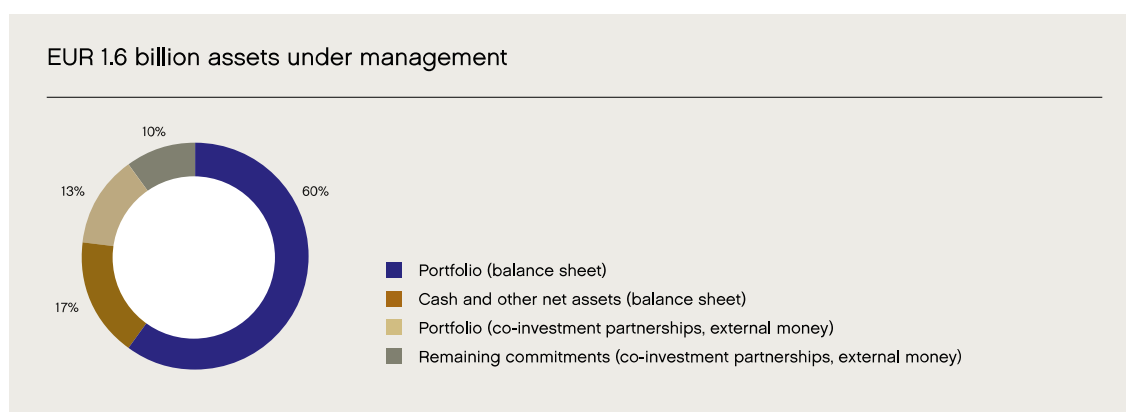 EUR 1.6 billion assets under management
10%
13%
60%
17%
Portfolio (balance sheet)
Cash and other net assets (balance sheet)
Portfolio (co-investment partnerships, external money)
Remaining commitments (co-investment partnerships, external money)